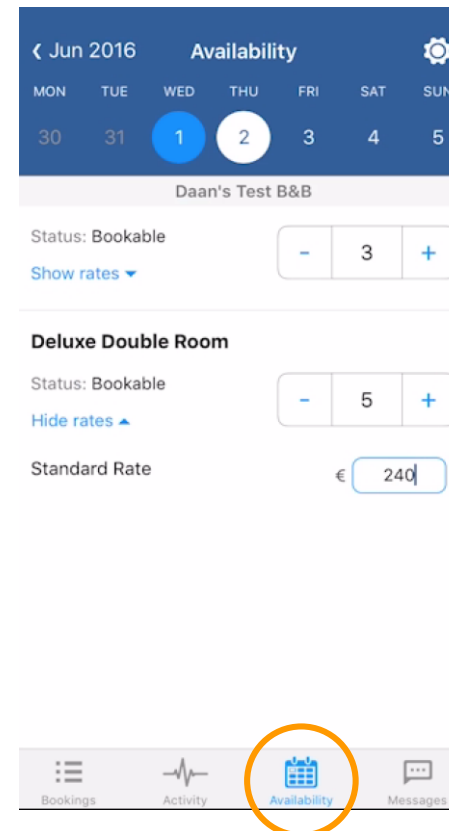 Jun 2016 Availability
MON TUE WED THU FRI SAT SUN
30 31 1 2 3 4 5
Daan's Test B&B
Status: Bookable
- 3 +
Show rates
Deluxe Double Room
Status: Bookable
- 5 +
Hide rates
Standard Rate € 240
Bookings Activity Availability Messages